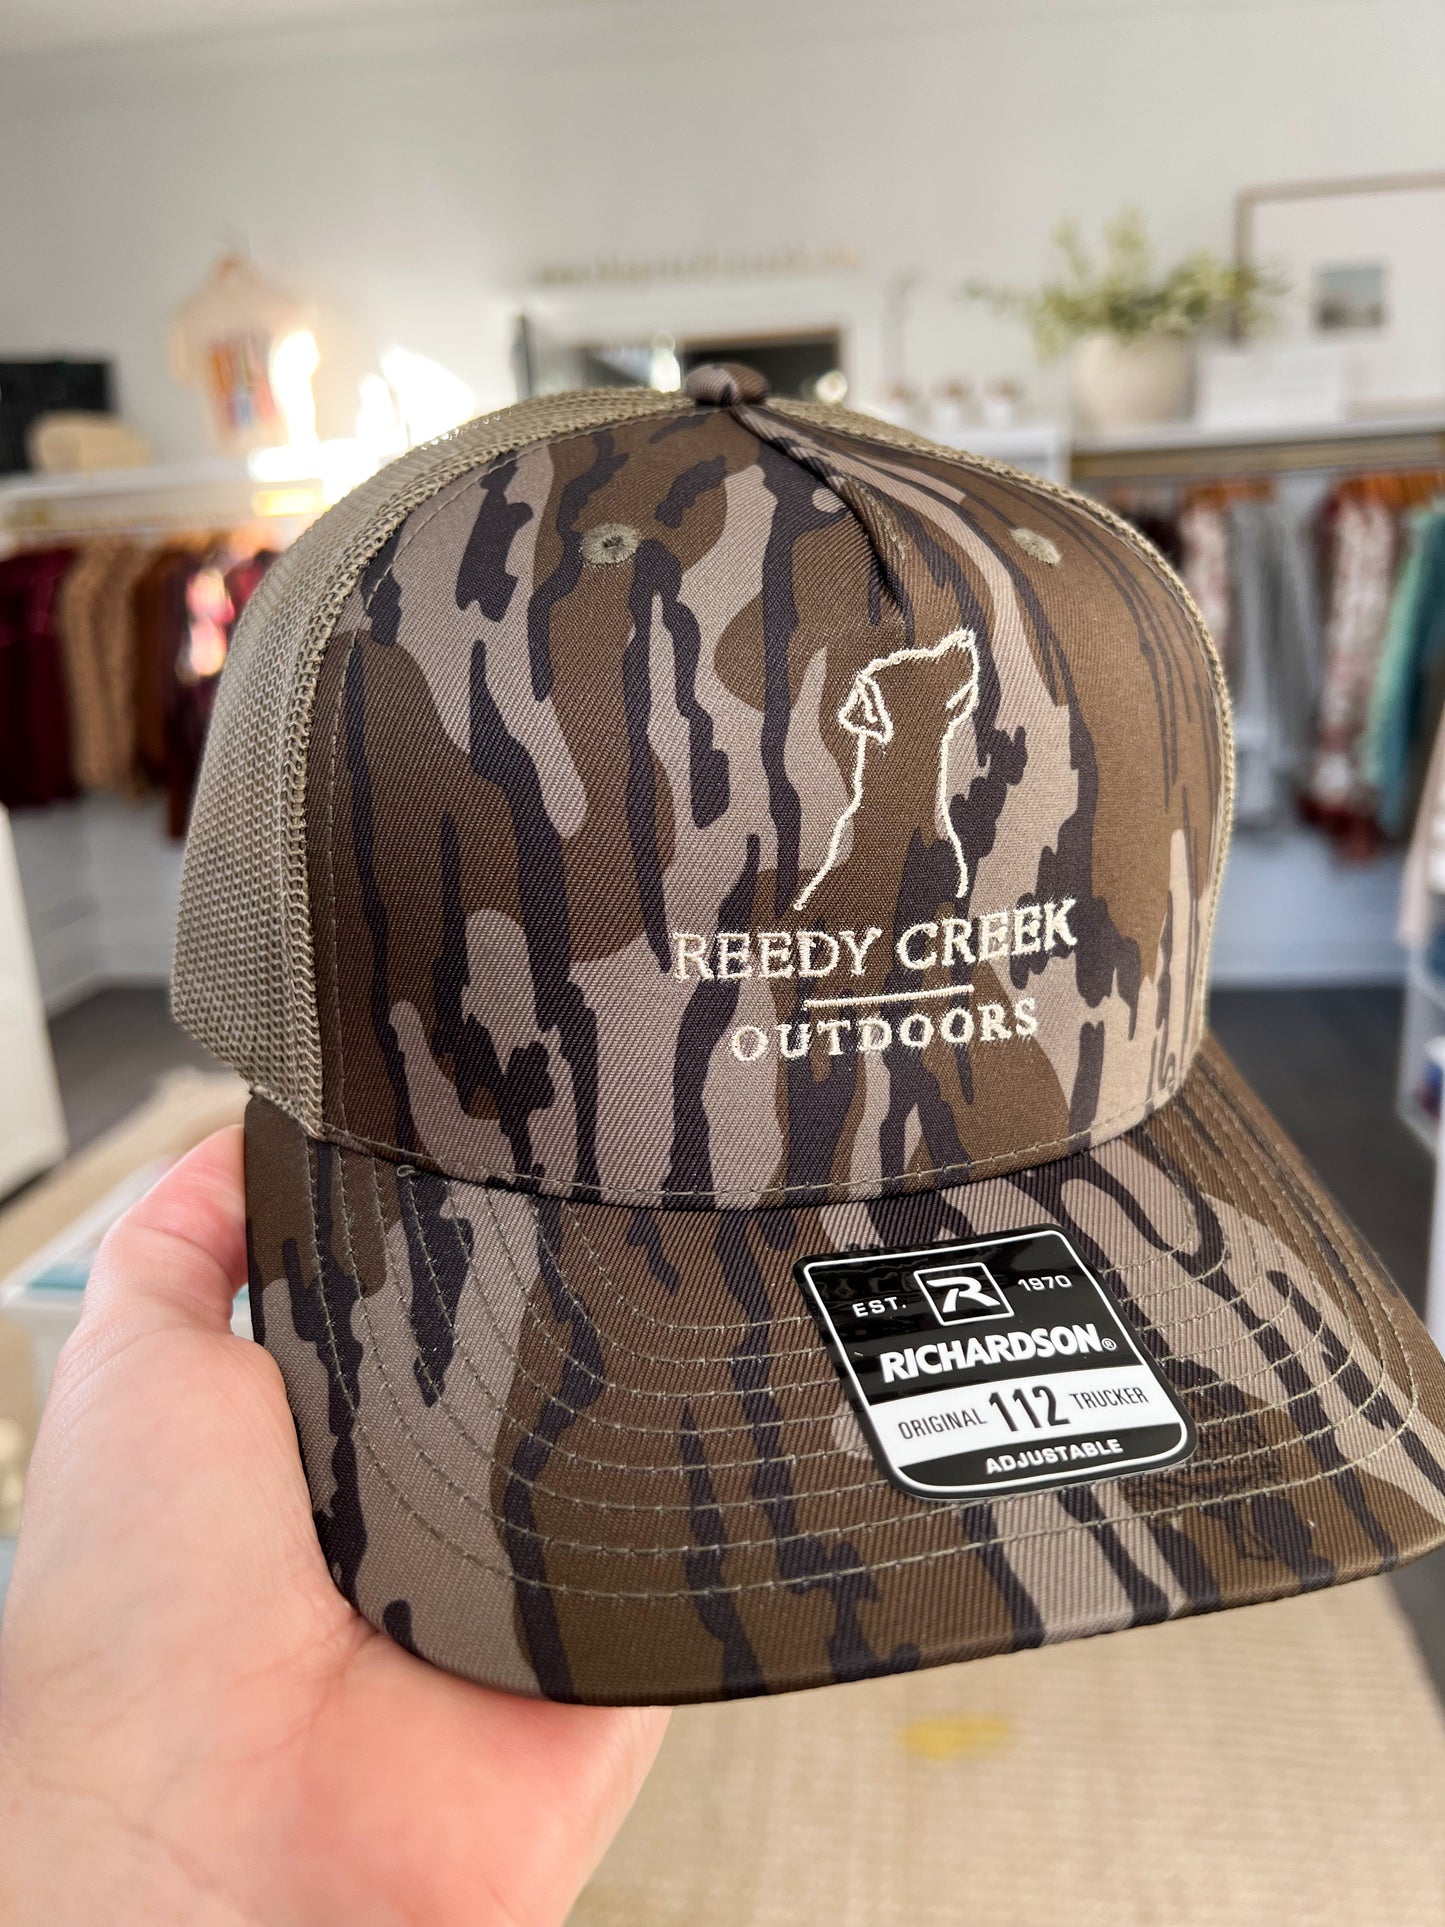 REEDY CREEK
OUTDOORS
EST. R 1970
RICHARDSON®
ORIGINAL 112 TRUCKER
ADJUSTABLE